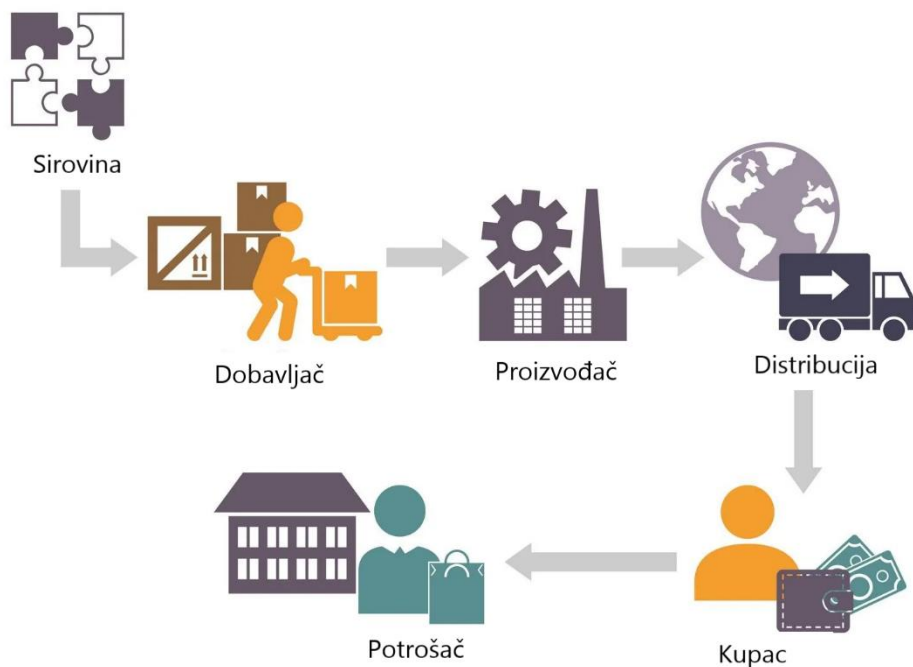 Sirovina
Dobavljač
Proizvođač
Distribucija
Kupac
Potrošač